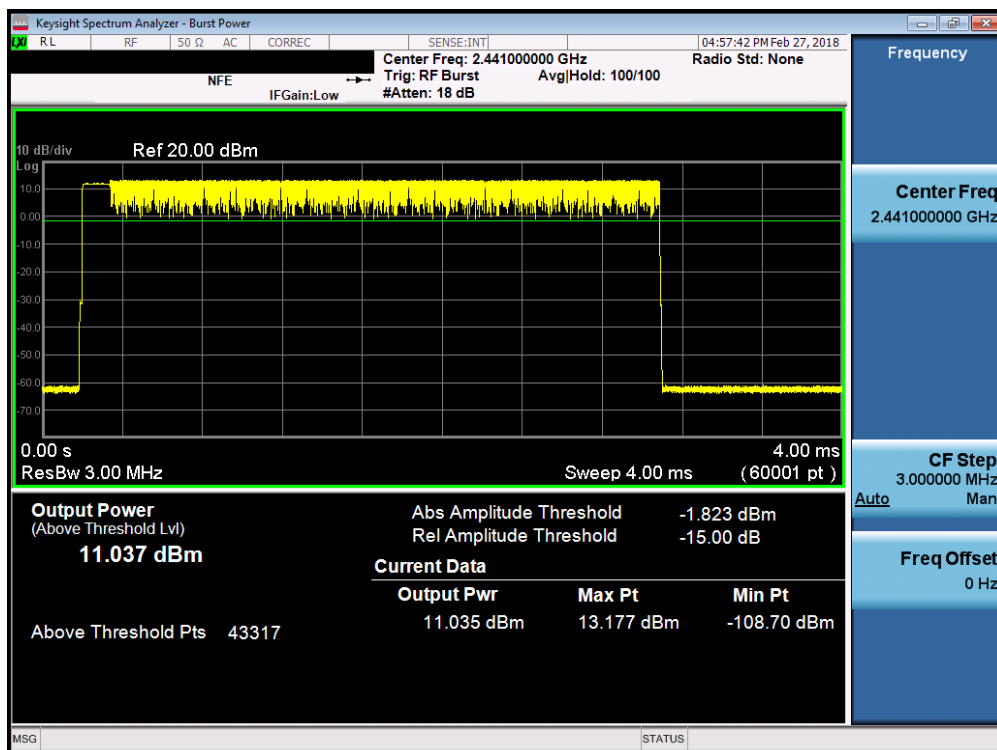 Keysight Spectrum Analyzer - Burst Power
LXI RL RF 50 Ω AC CORREC SENSE:INT 04:57:42 PM Feb 27, 2018
Center Freq: 2.441000000 GHz Radio Std: None
NFE Trig: RF Burst Avg|Hold: 100/100
IFGain:Low #Atten: 18 dB
Frequency
10 dB/div Ref 20.00 dBm
Log
10.0
0.00
-10.0
-20.0
-30.0
-40.0
-50.0
-60.0
-70.0
0.00 s 4.00 ms
ResBw 3.00 MHz Sweep 4.00 ms (60001 pt )
Center Freq
2.441000000 GHz
CF Step
3.000000 MHz
Auto Man
Freq Offset
0 Hz
Output Power
(Above Threshold Lvl)
11.037 dBm
Above Threshold Pts 43317
Abs Amplitude Threshold -1.823 dBm
Rel Amplitude Threshold -15.00 dB
Current Data
Output Pwr Max Pt Min Pt
11.035 dBm 13.177 dBm -108.70 dBm
MSG STATUS